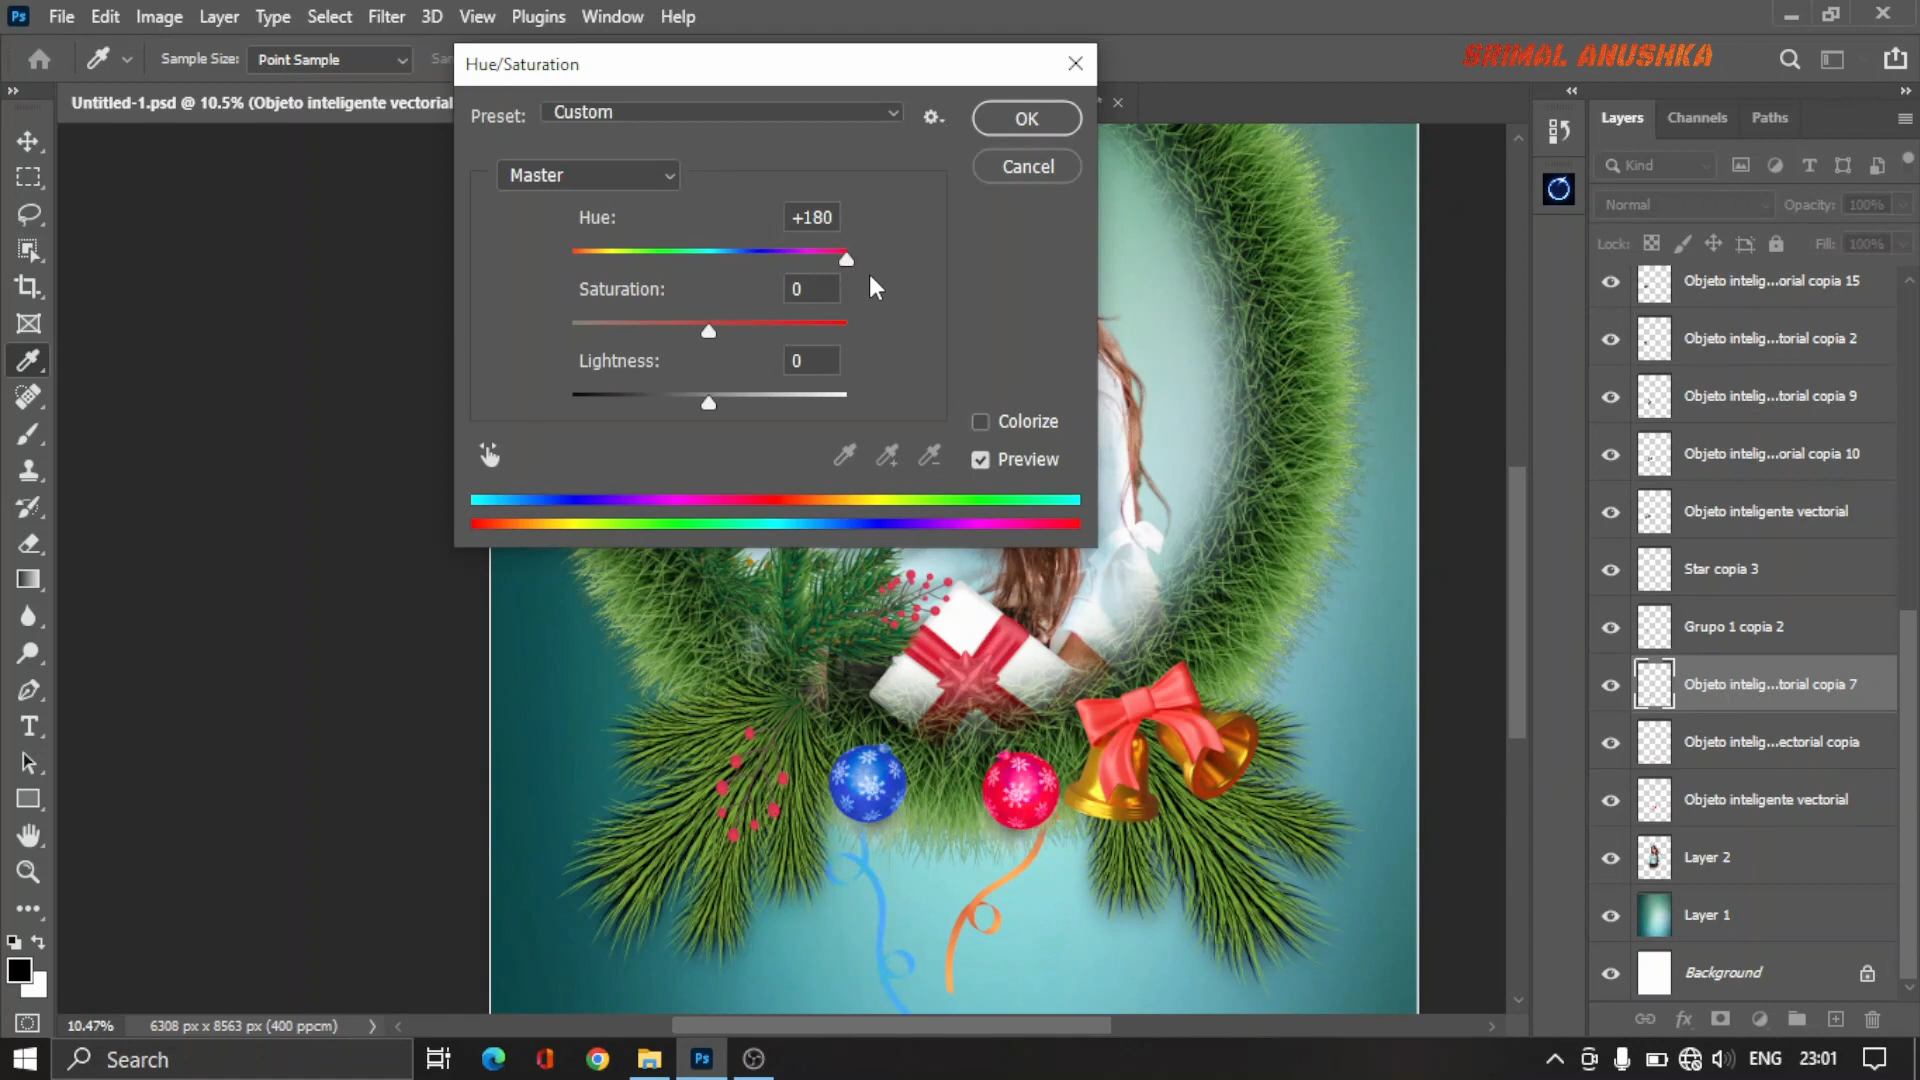 Ps File Edit Image Layer Type Select Filter 3D View Plugins Window Help
Sample Size: Point Sample
SRIMAL ANUSHKA
Hue/Saturation
Untitled-1.psd @ 10.5% (Objeto inteligente vectorial
Preset: Custom
OK
Cancel
Master
Hue: +180
Saturation: 0
Lightness: 0
Colorize
Preview
Layers Channels Paths
Kind
Normal Opacity: 100%
Lock: Fill: 100%
Objeto intelig...orial copia 15
Objeto intelig...torial copia 2
Objeto intelig...torial copia 9
Objeto intelig...orial copia 10
Objeto inteligente vectorial
Star copia 3
Grupo 1 copia 2
Objeto intelig...torial copia 7
Objeto intelig...ectorial copia
Objeto inteligente vectorial
Layer 2
Layer 1
Background
10.47% 6308 px x 8563 px (400 ppcm)
Search
Ps
ENG 23:01